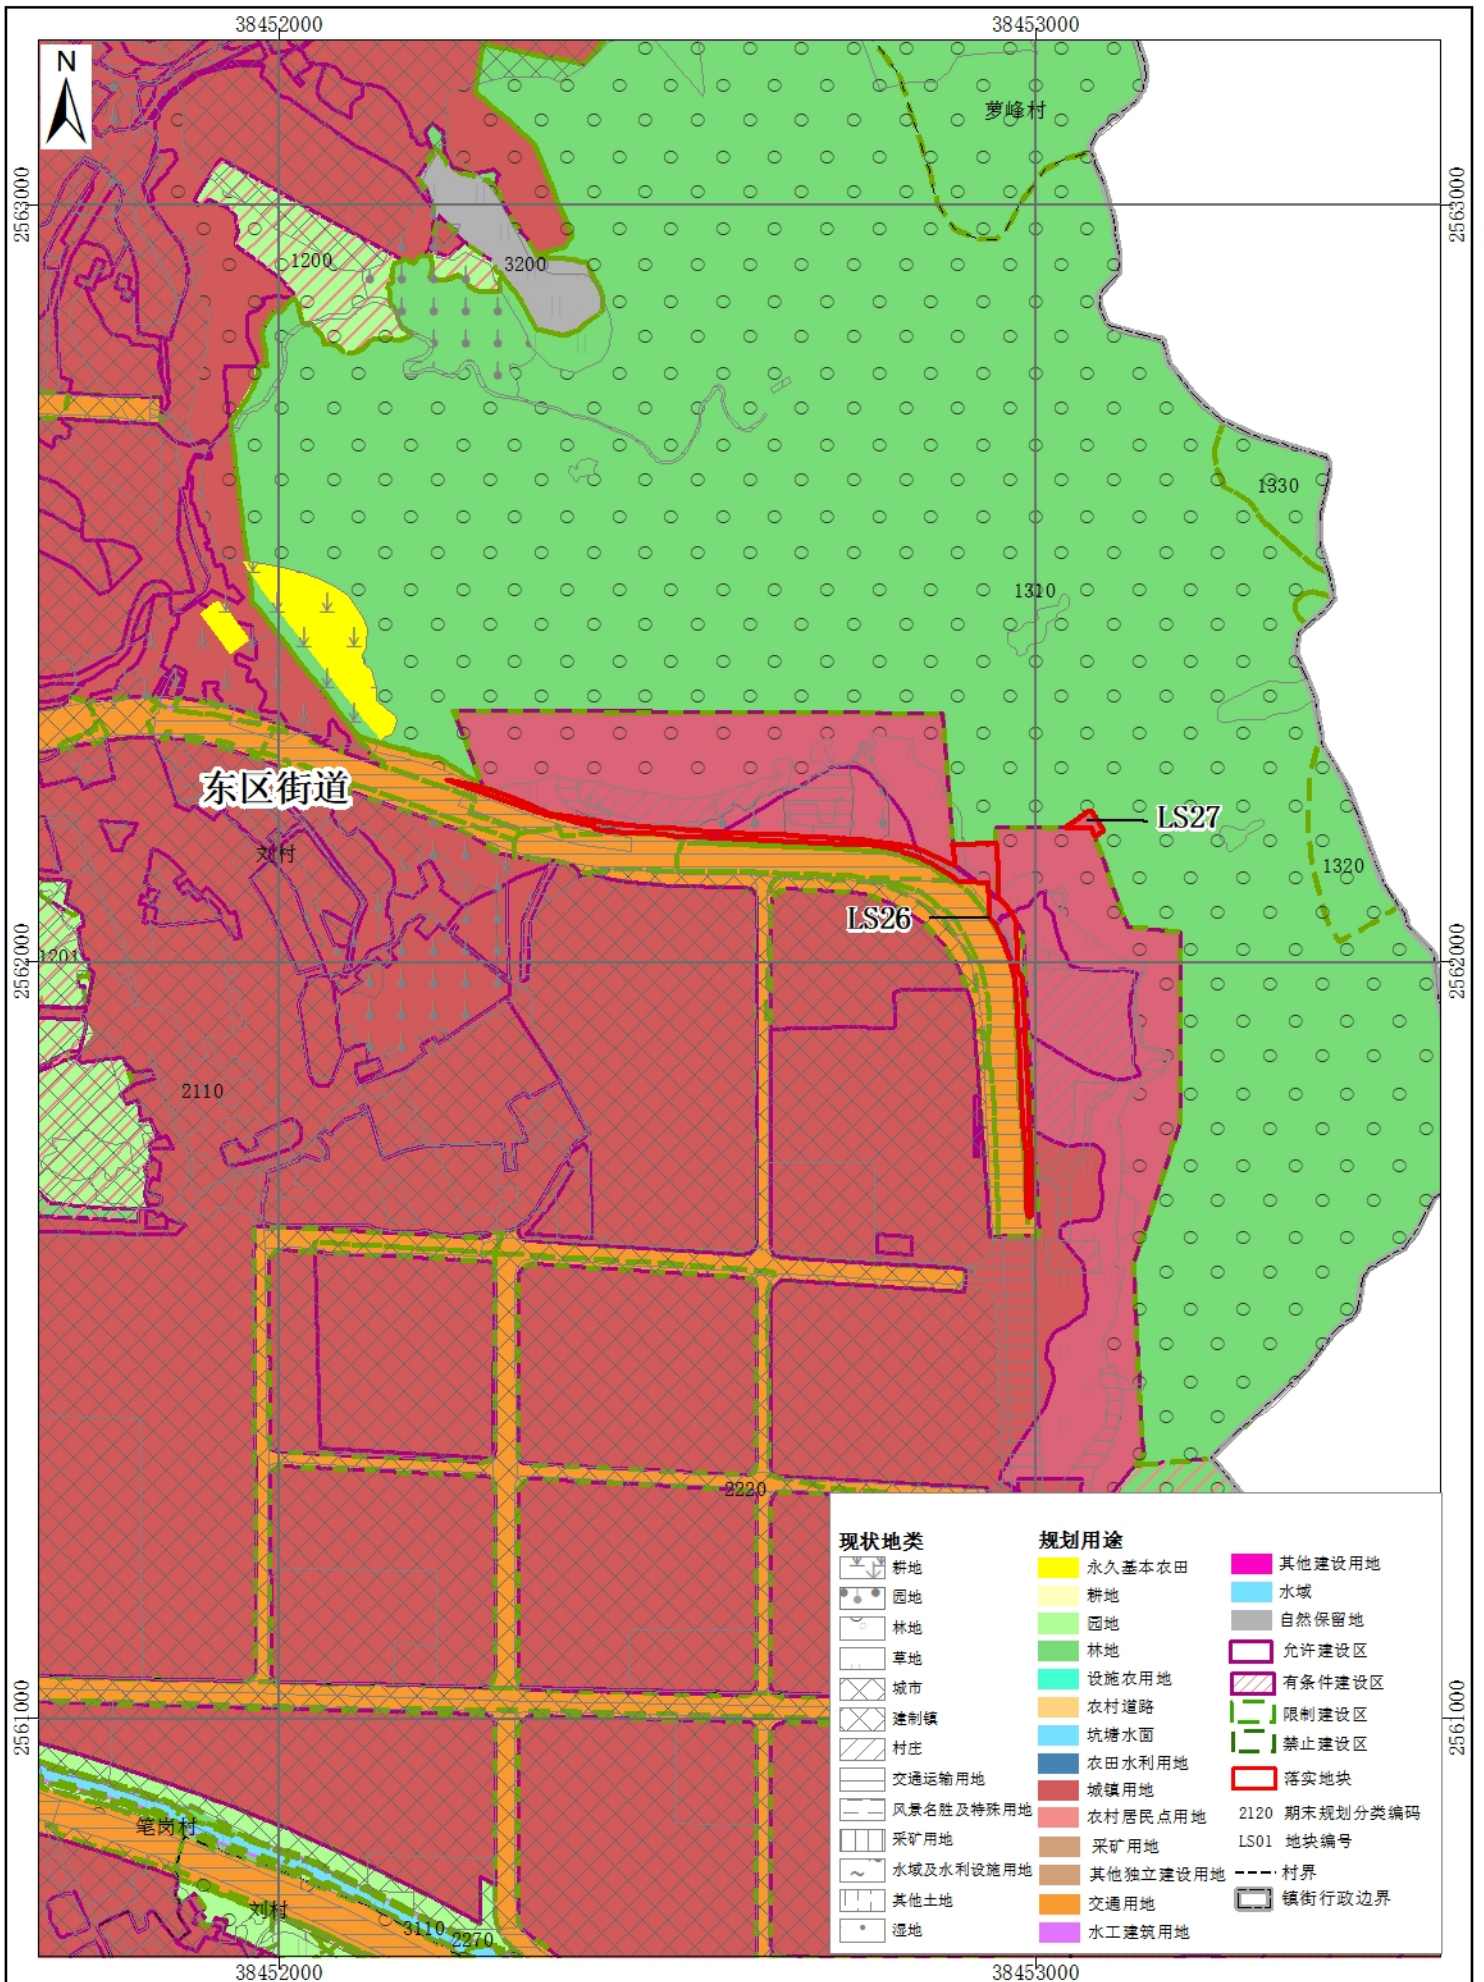 38452000
38453000
N
萝峰村
2563000
2563000
1200
3200
1330
1310
LS27
东区街道
刘村
1320
LS26
1201
2562000
2562000
2110
2220
现状地类
耕地
园地
林地
草地
城市
建制镇
村庄
交通运输用地
风景名胜及特殊用地
采矿用地
水域及水利设施用地
其他土地
湿地
规划用途
永久基本农田
耕地
园地
林地
设施农用地
农村道路
坑塘水面
农田水利用地
城镇用地
农村居民点用地
采矿用地
其他独立建设用地
交通用地
水工建筑用地
其他建设用地
水域
自然保留地
允许建设区
有条件建设区
限制建设区
禁止建设区
落实地块
2120 期末规划分类编码
LS01 地块编号
村界
镇街行政边界
2561000
2561000
笔岗村
刘村
3110
2270
38452000
38453000